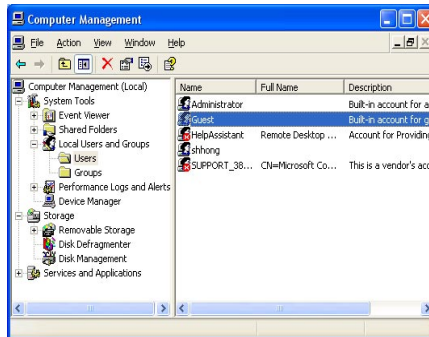 Computer Management
File Action View Window Help
Computer Management (Local)
System Tools
Event Viewer
Shared Folders
Local Users and Groups
Users
Groups
Performance Logs and Alerts
Device Manager
Storage
Removable Storage
Disk Defragmenter
Disk Management
Services and Applications
Name Full Name Description
Administrator Built-in account for a
Guest Built-in account for g
HelpAssistant Remote Desktop ... Account for Providing
shhong
SUPPORT_38... CN=Microsoft Co... This is a vendor's acc